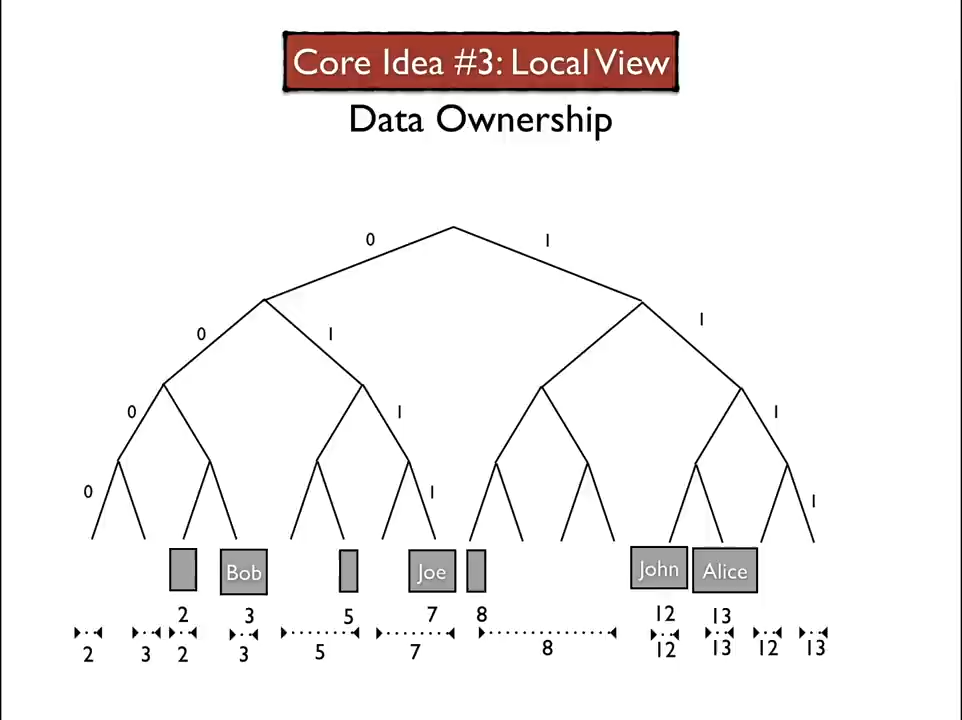 Core Idea #3: Local View
Data Ownership
0 1
0 1 1
0 1 1
0 1 1
Bob Joe John Alice
2 3 5 7 8 12 13
2 3 2 3 5 7 8 12 13 12 13